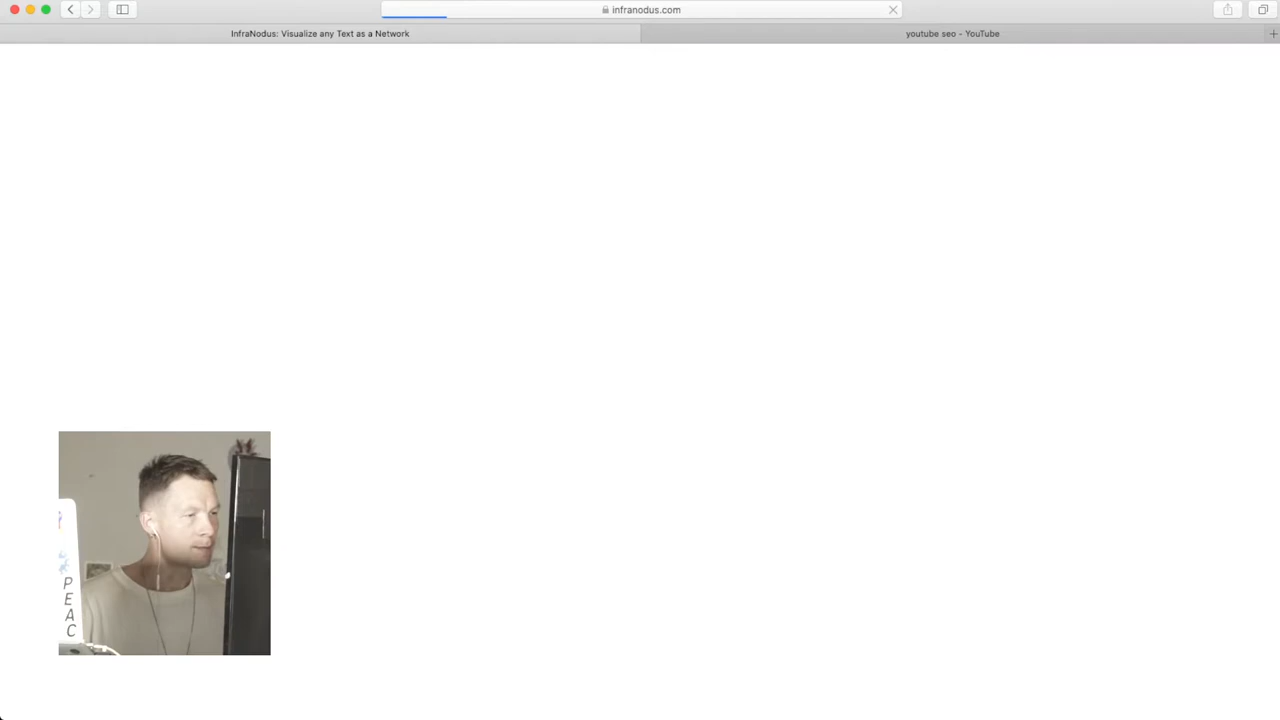 infranodus.com
InfraNodus: Visualize any Text as a Network
youtube seo - YouTube
P
E
A
C